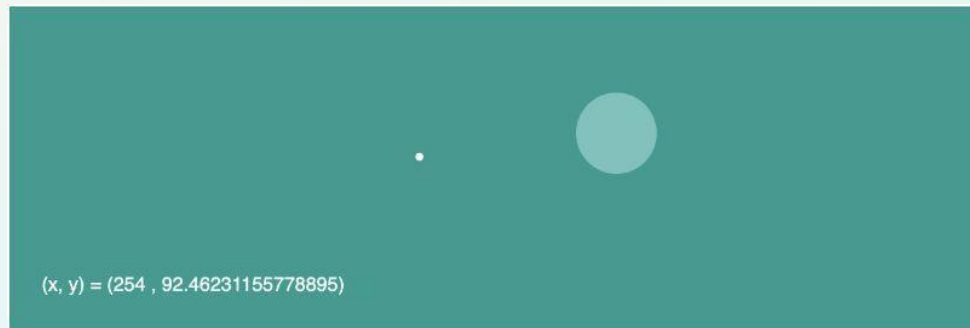 (x, y) = (254 , 92.46231155778895)